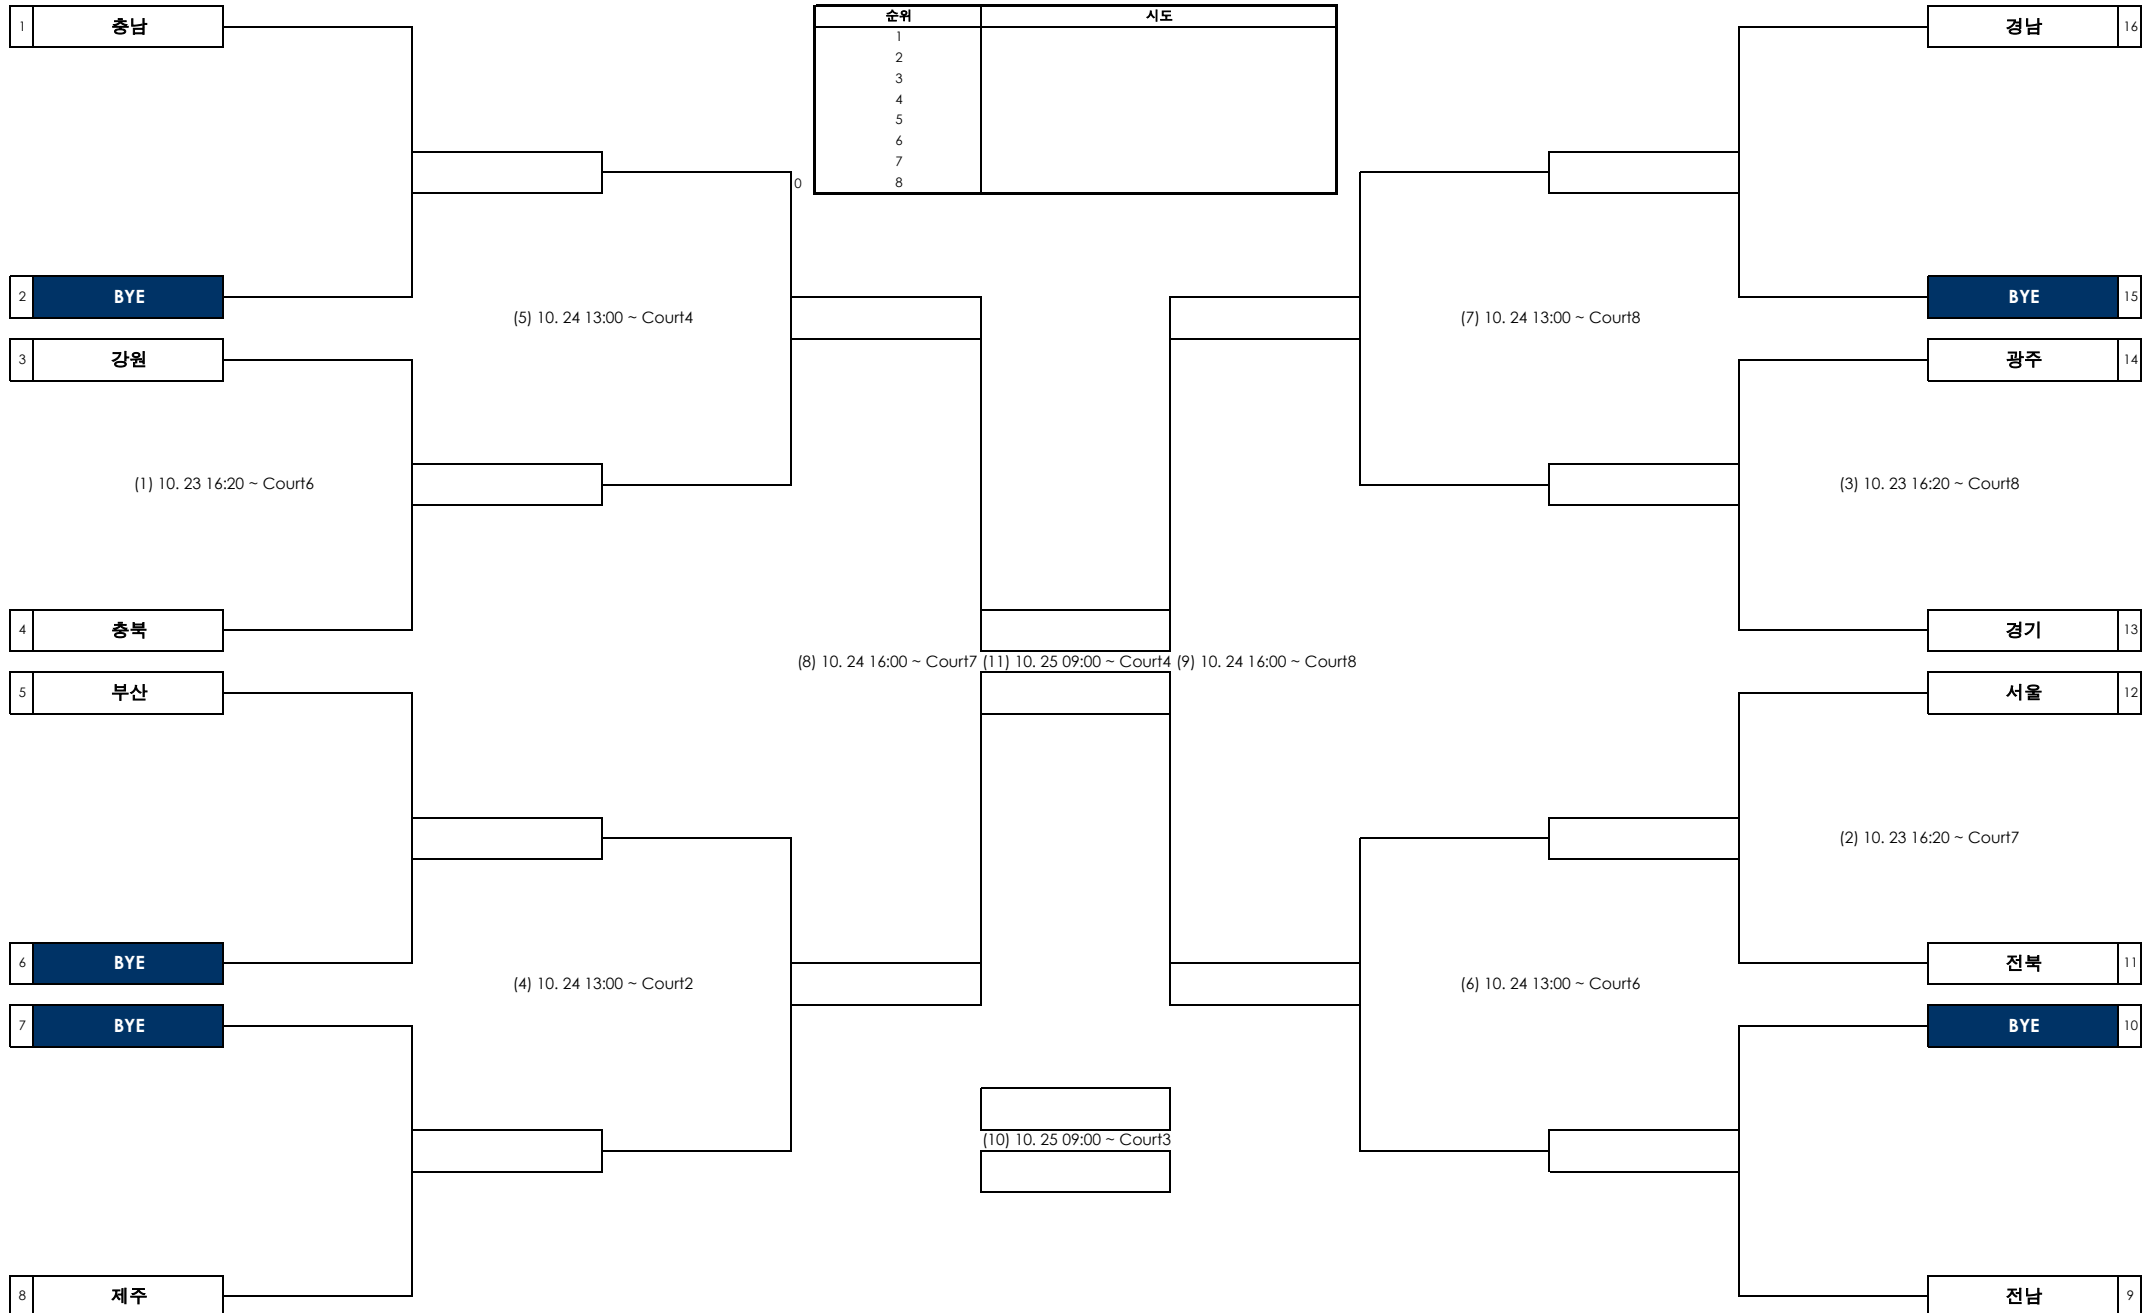 순위 시도
1
2
3
4
5
6
7
8
0
1 충남
2 BYE
(5) 10. 24 13:00 ~ Court4
3 강원
(1) 10. 23 16:20 ~ Court6
4 충북
5 부산
6 BYE
(4) 10. 24 13:00 ~ Court2
7 BYE
8 제주
(8) 10. 24 16:00 ~ Court7 (11) 10. 25 09:00 ~ Court4 (9) 10. 24 16:00 ~ Court8
(10) 10. 25 09:00 ~ Court3
경남 16
BYE 15
(7) 10. 24 13:00 ~ Court8
광주 14
(3) 10. 23 16:20 ~ Court8
경기 13
서울 12
(2) 10. 23 16:20 ~ Court7
전북 11
(6) 10. 24 13:00 ~ Court6
BYE 10
전남 9